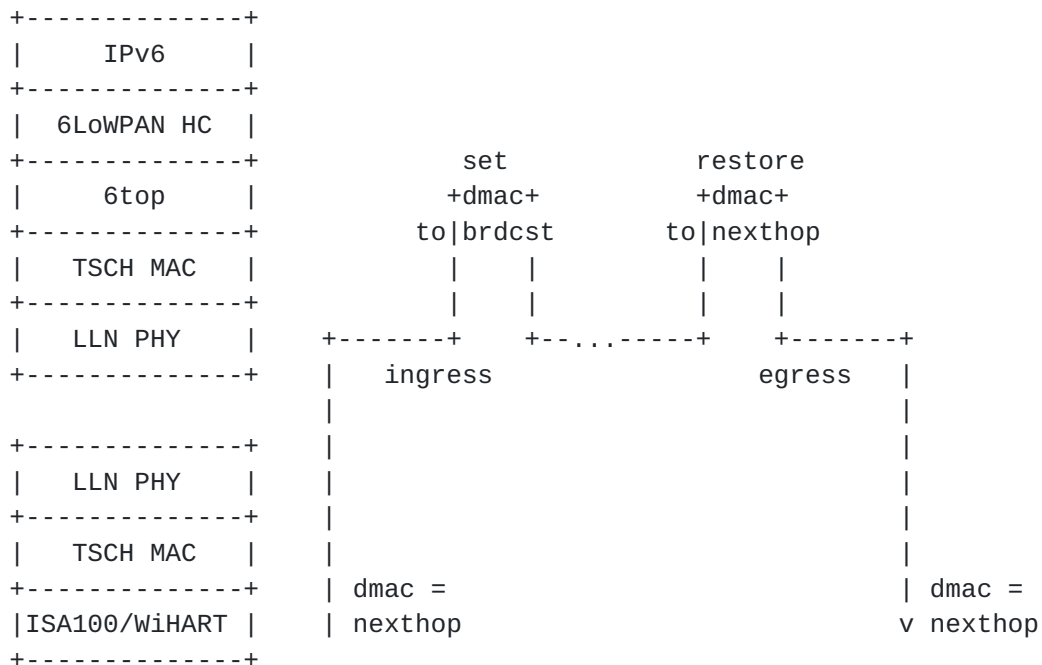 +--------------+
|     IPv6     |
+--------------+
|  6LoWPAN HC  |
+--------------+             set            restore
|     6top     |            +dmac+          +dmac+
+--------------+          to|brdcst       to|nexthop
|   TSCH MAC   |            |    |          |    |
+--------------+            |    |          |    |
|   LLN PHY    |    +-------+    +--...-----+    +-------+
+--------------+    |   ingress                 egress   |
                    |                                    |
+--------------+    |                                    |
|   LLN PHY    |    |                                    |
+--------------+    |                                    |
|   TSCH MAC   |    |                                    |
+--------------+    | dmac =                             | dmac =
|ISA100/WiHART |    | nexthop                            v nexthop
+--------------+